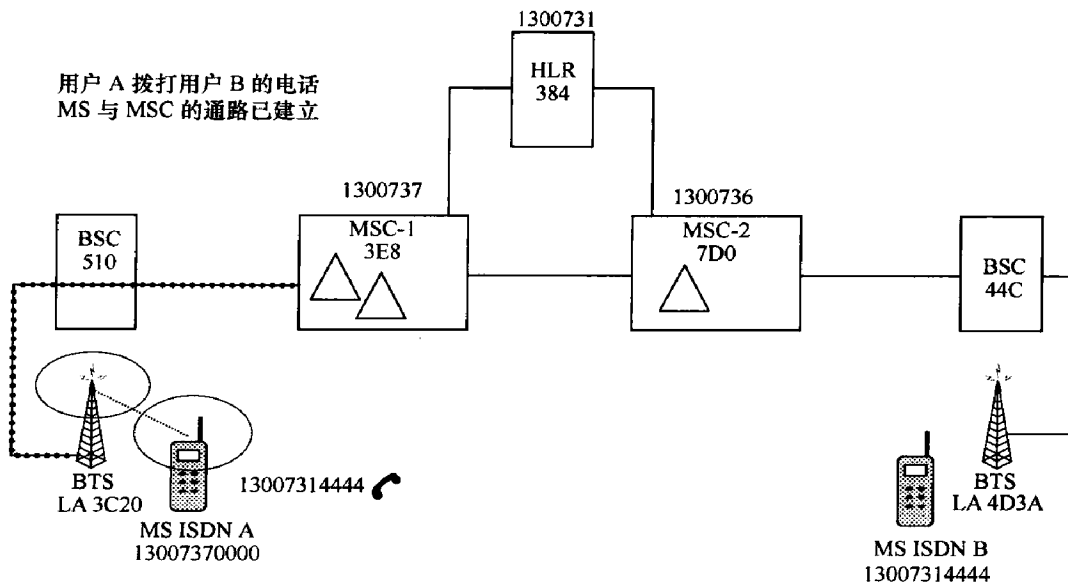 1300731
用户 A 拨打用户 B 的电话
MS 与 MSC 的通路已建立
HLR
384
1300737
1300736
BSC
510
MSC-1
3E8
MSC-2
7D0
BSC
44C
BTS
LA 3C20
13007314444
MS ISDN A
13007370000
BTS
LA 4D3A
MS ISDN B
13007314444